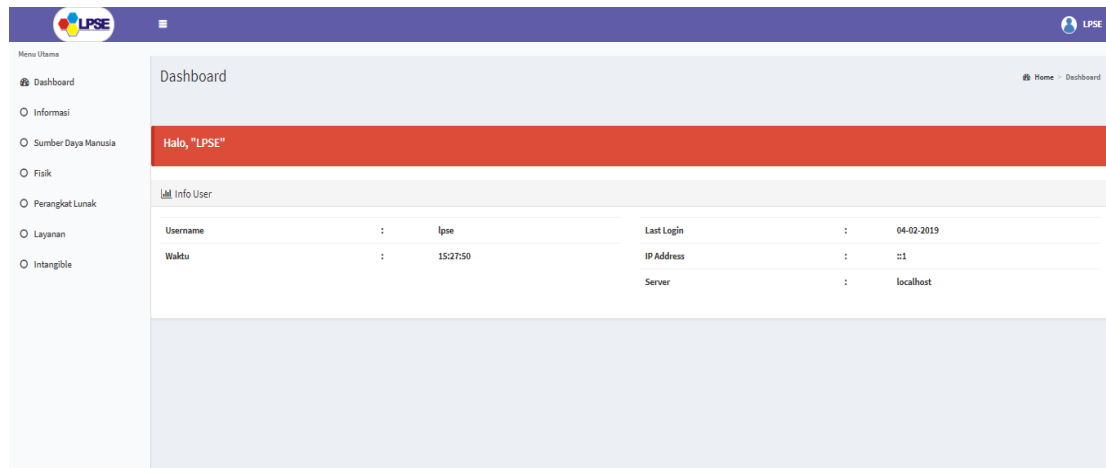 LPSE
LPSE
Menu Utama
Dashboard
Informasi
Sumber Daya Manusia
Fisik
Perangkat Lunak
Layanan
Intangible
Dashboard
Home > Dashboard
Halo, "LPSE"
Info User
Username : lpse
Waktu : 15:27:50
Last Login : 04-02-2019
IP Address : ::1
Server : localhost